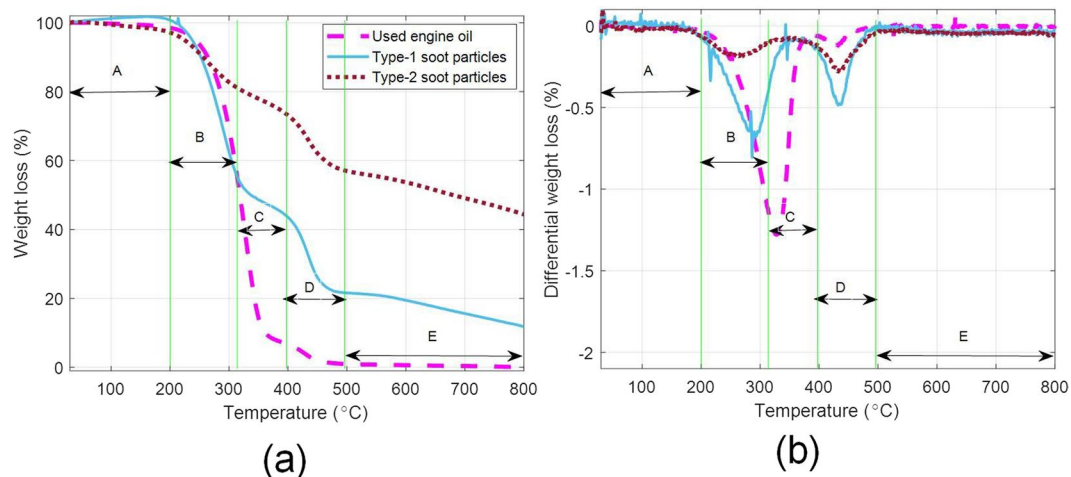 100
80
60
40
20
0
Weight loss (%)
A
B
C
D
E
Used engine oil
Type-1 soot particles
Type-2 soot particles
100 200 300 400 500 600 700 800
Temperature (°C)
(a)
0
-0.5
-1
-1.5
-2
Differential weight loss (%)
A
B
C
D
E
100 200 300 400 500 600 700 800
Temperature (°C)
(b)